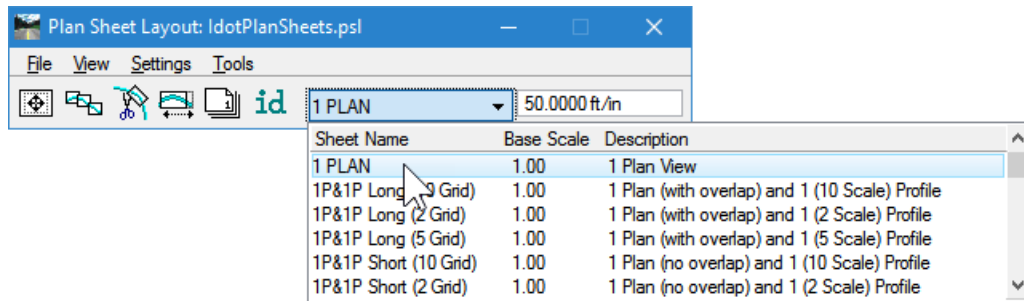 Plan Sheet Layout: IdotPlanSheets.psl
File View Settings Tools
1 id 1 PLAN 50.0000 ft/in
Sheet Name Base Scale Description
1 PLAN 1.00 1 Plan View
1P&1P Long 0 Grid) 1.00 1 Plan (with overlap) and 1 (10 Scale) Profile
1P&1P Long (2 Grid) 1.00 1 Plan (with overlap) and 1 (2 Scale) Profile
1P&1P Long (5 Grid) 1.00 1 Plan (with overlap) and 1 (5 Scale) Profile
1P&1P Short (10 Grid) 1.00 1 Plan (no overlap) and 1 (10 Scale) Profile
1P&1P Short (2 Grid) 1.00 1 Plan (no overlap) and 1 (2 Scale) Profile